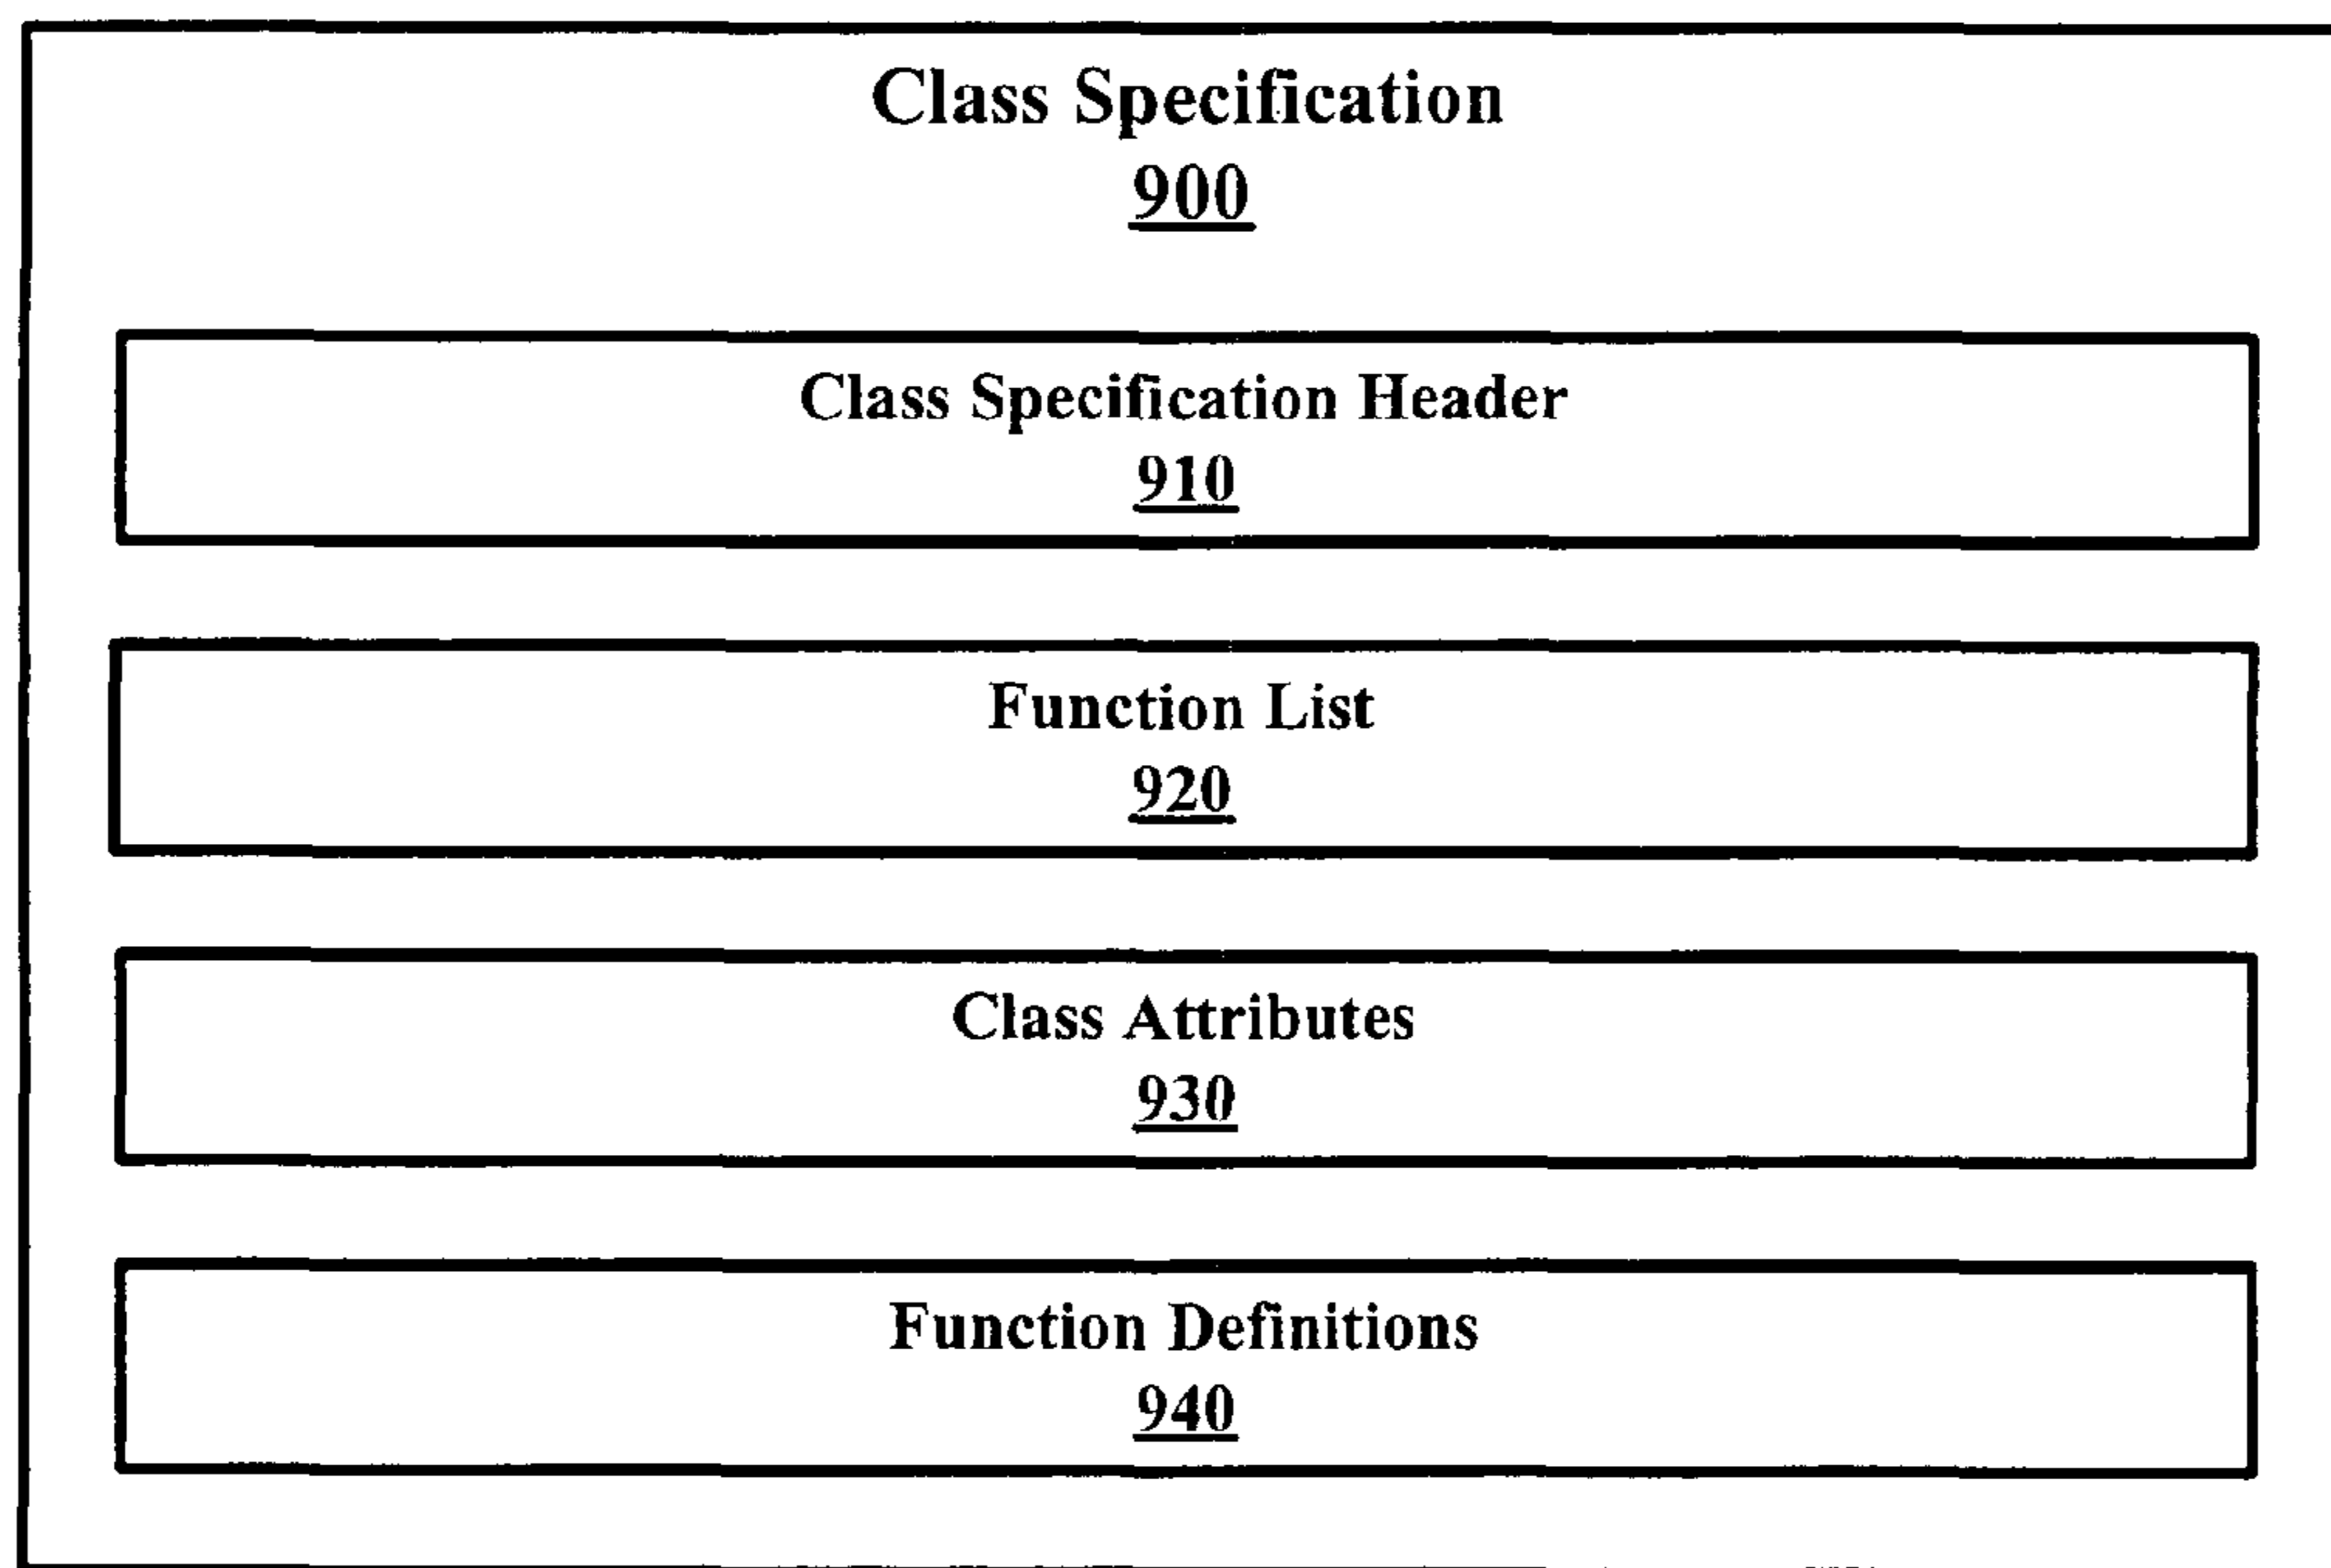 Class Specification
900
Class Specification Header
910
Function List
920
Class Attributes
930
Function Definitions
940